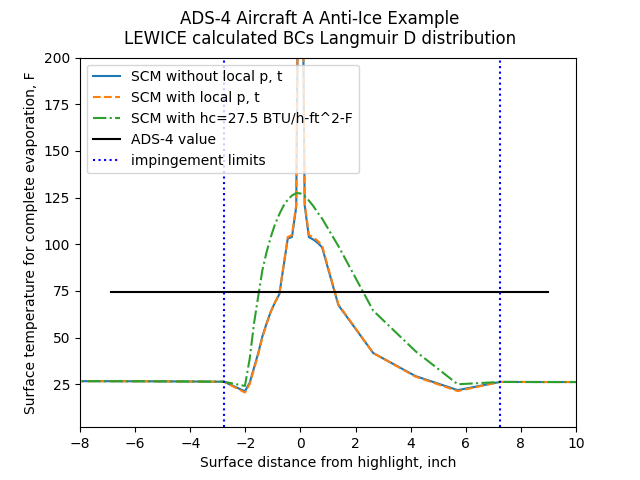 ADS-4 Aircraft A Anti-Ice Example
LEWICE calculated BCs Langmuir D distribution
Surface temperature for complete evaporation, F
200
175
150
125
100
75
50
25
SCM without local p, t
SCM with local p, t
SCM with hc=27.5 BTU/h-ft^2-F
ADS-4 value
impingement limits
−8 −6 −4 −2 0 2 4 6 8 10
Surface distance from highlight, inch